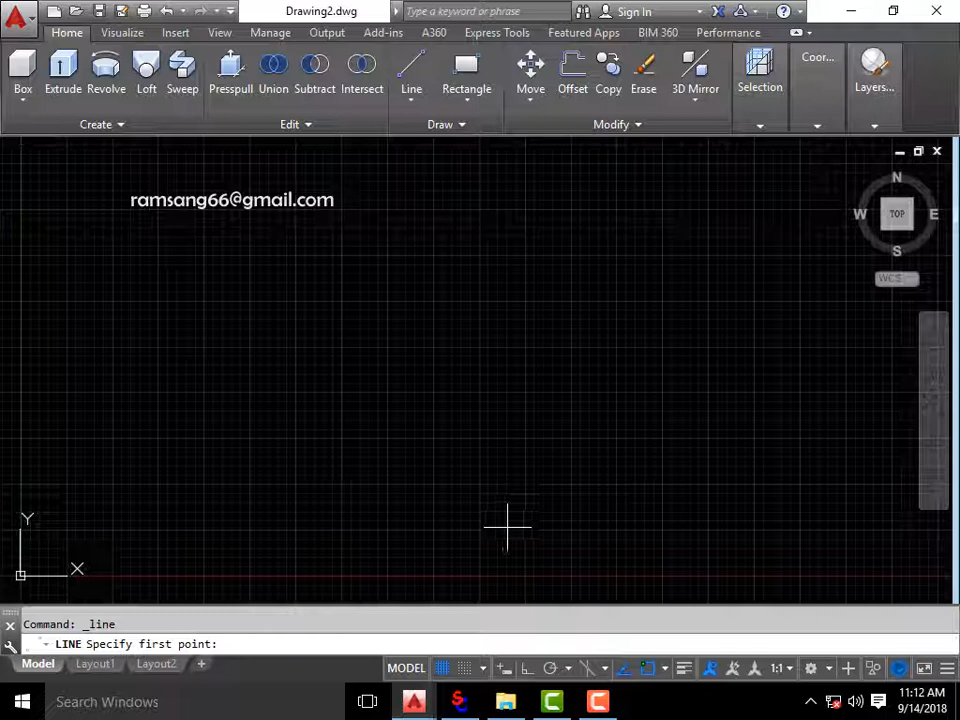 Drawing2.dwg
Type a keyword or phrase
Sign In
Home Visualize Insert View Manage Output Add-ins A360 Express Tools Featured Apps BIM 360 Performance
Box Extrude Revolve Loft Sweep Presspull Union Subtract Intersect Line Rectangle Move Offset Copy Erase 3D Mirror Selection Coor... Layers...
Create Edit Draw Modify
ramsang66@gmail.com
N
W TOP E
S
WCS
Y
X
Command: _line
LINE Specify first point:
Model Layout1 Layout2 + MODEL 1:1
Search Windows
11:12 AM
9/14/2018